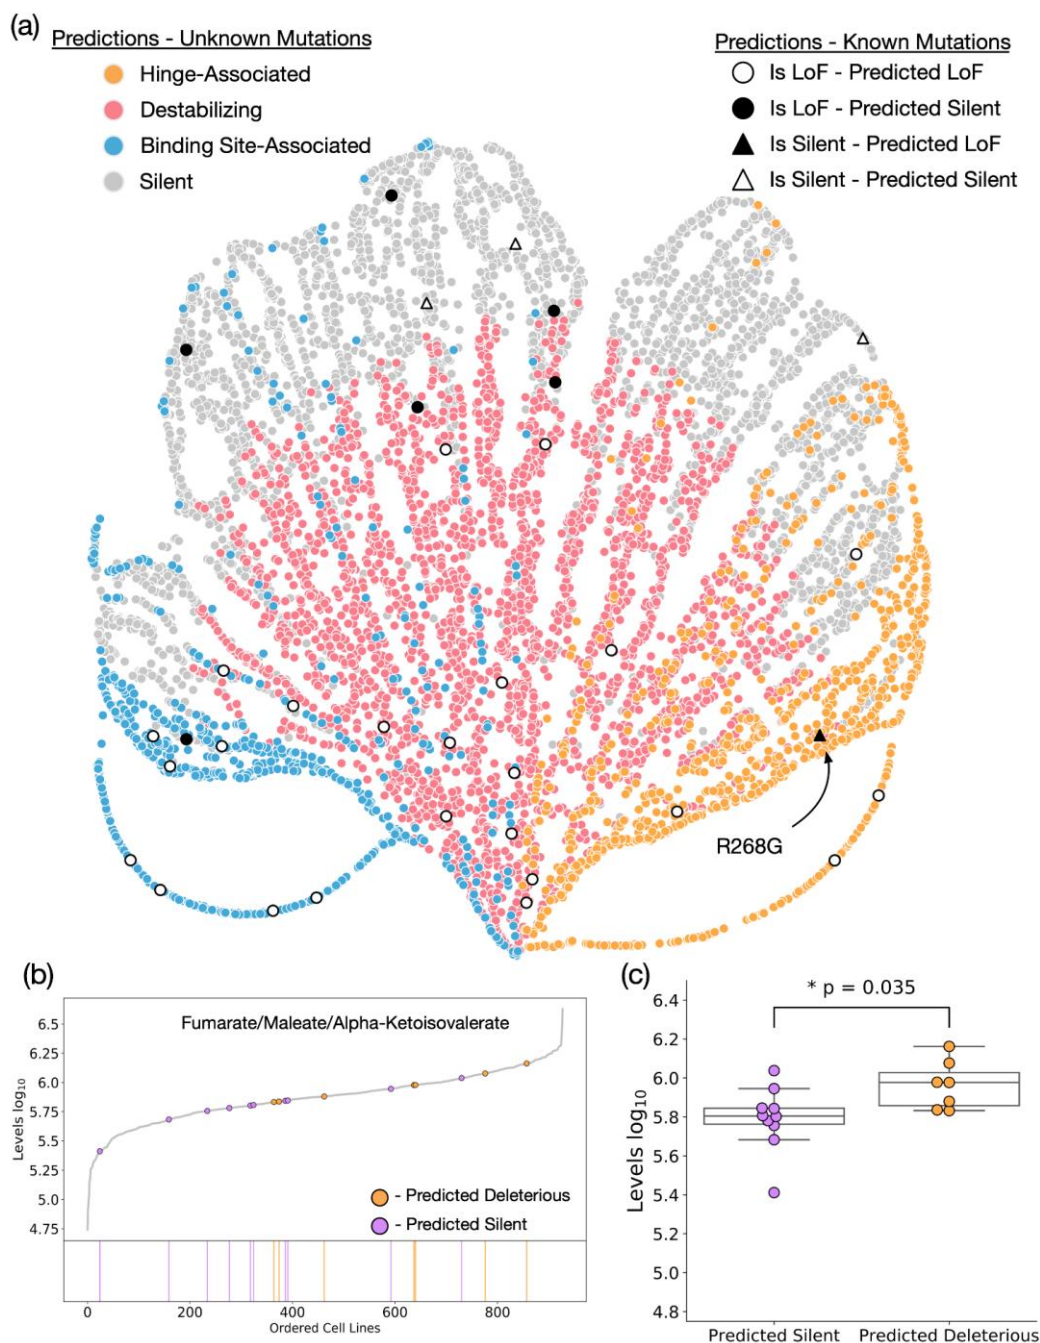 (a)
Predictions - Unknown Mutations
Hinge-Associated
Destabilizing
Binding Site-Associated
Silent
Predictions - Known Mutations
Is LoF - Predicted LoF
Is LoF - Predicted Silent
Is Silent - Predicted LoF
Is Silent - Predicted Silent
R268G
(b)
Fumarate/Maleate/Alpha-Ketoisovalerate
Levels log10
6.5
6.25
6.0
5.75
5.5
5.25
5.0
4.75
- Predicted Deleterious
- Predicted Silent
0 200 400 600 800
Ordered Cell Lines
(c)
* p = 0.035
Levels log10
6.4
6.2
6.0
5.8
5.6
5.4
5.2
5.0
4.8
Predicted Silent Predicted Deleterious